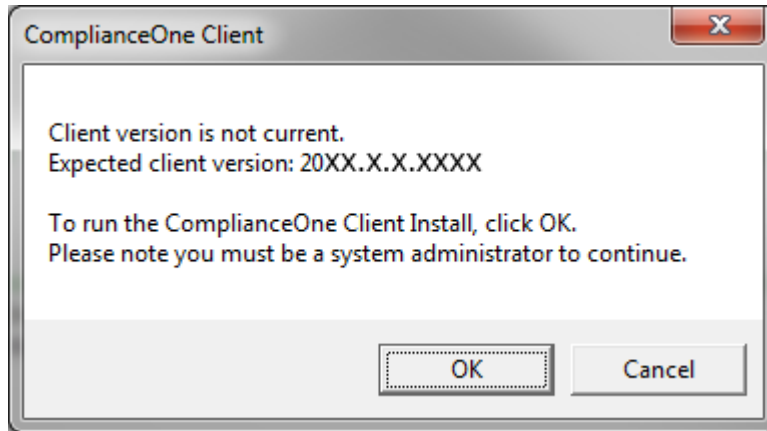 ComplianceOne Client
Client version is not current.
Expected client version: 20XX.X.X.XXXX
To run the ComplianceOne Client Install, click OK.
Please note you must be a system administrator to continue.
OK
Cancel